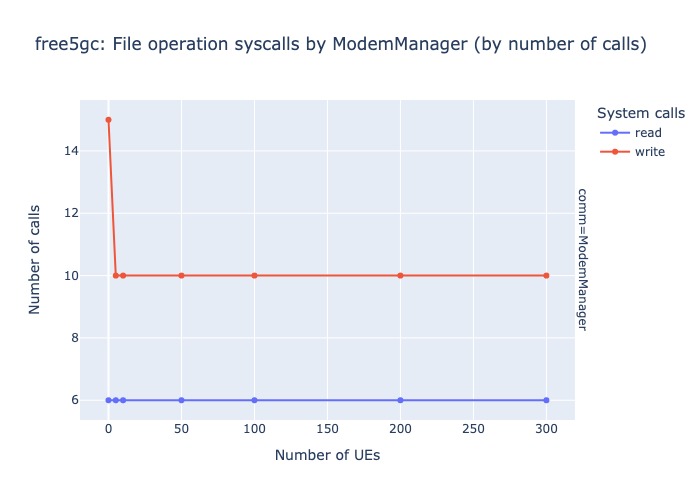 free5gc: File operation syscalls by ModemManager (by number of calls)
System calls
read
write
14
12
10
8
6
Number of calls
comm=ModemManager
0 50 100 150 200 250 300
Number of UEs